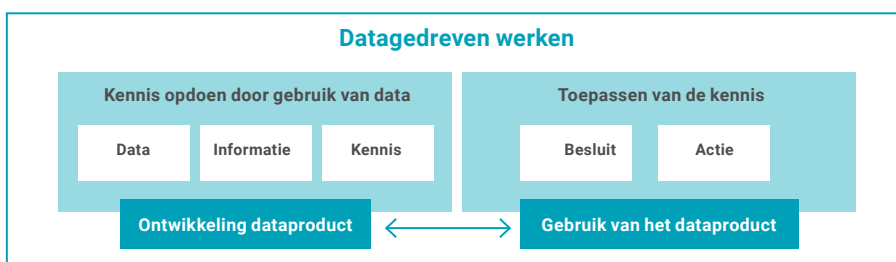 Datagedreven werken
Kennis opdoen door gebruik van data
Toepassen van de kennis
Data
Informatie
Kennis
Besluit
Actie
Ontwikkeling dataproduct
Gebruik van het dataproduct